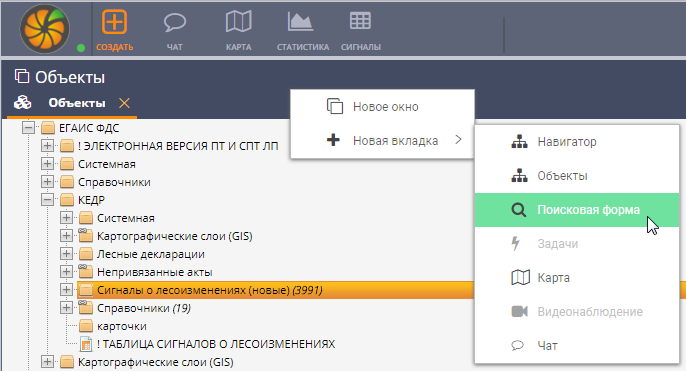 СОЗДАТЬ
ЧАТ
КАРТА
СТАТИСТИКА
СИГНАЛЫ
Объекты
Объекты
Новое окно
Новая вкладка
Навигатор
Объекты
Поисковая форма
Задачи
Карта
Видеонаблюдение
Чат
ЕГАИС ФДС
! ЭЛЕКТРОННАЯ ВЕРСИЯ ПТ И СПТ ЛП
Системная
Справочники
КЕДР
Системная
Картографические слои (GIS)
Лесные декларации
Непривязанные акты
Сигналы о лесоизменениях (новые) (3991)
Справочники (19)
карточки
! ТАБЛИЦА СИГНАЛОВ О ЛЕСОИЗМЕНЕНИЯХ
Картографические слои (GIS)